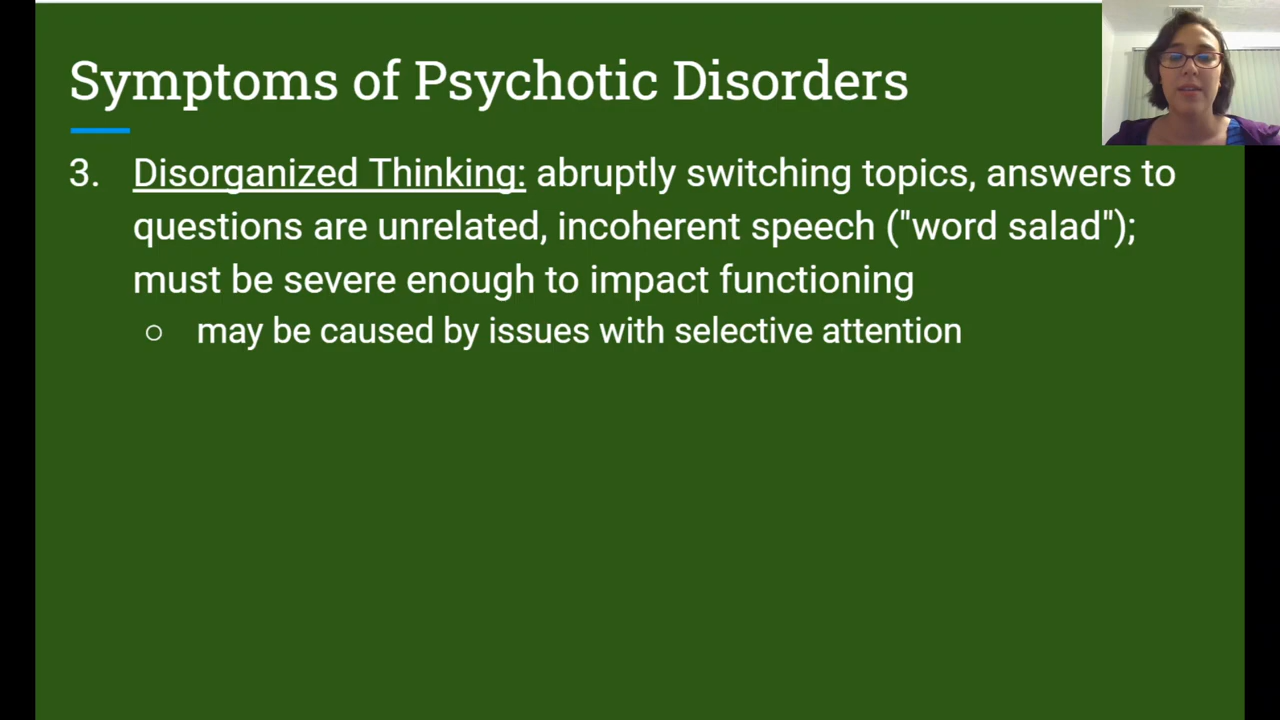 Symptoms of Psychotic Disorders
3. Disorganized Thinking: abruptly switching topics, answers to
questions are unrelated, incoherent speech ("word salad");
must be severe enough to impact functioning
○ may be caused by issues with selective attention